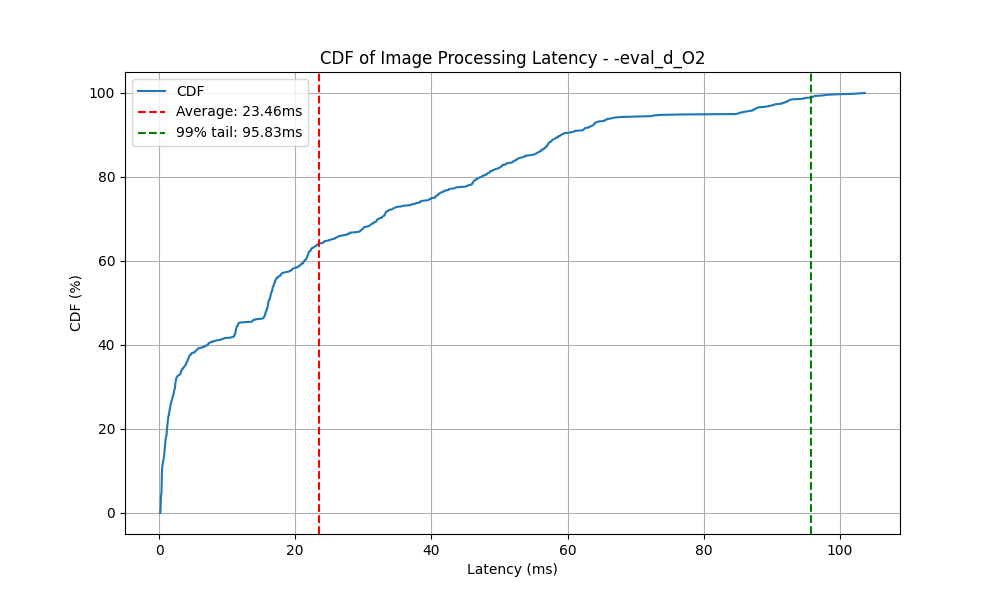 CDF of Image Processing Latency - -eval_d_O2
CDF
Average: 23.46ms
99% tail: 95.83ms
CDF (%)
100
80
60
40
20
0
0 20 40 60 80 100
Latency (ms)